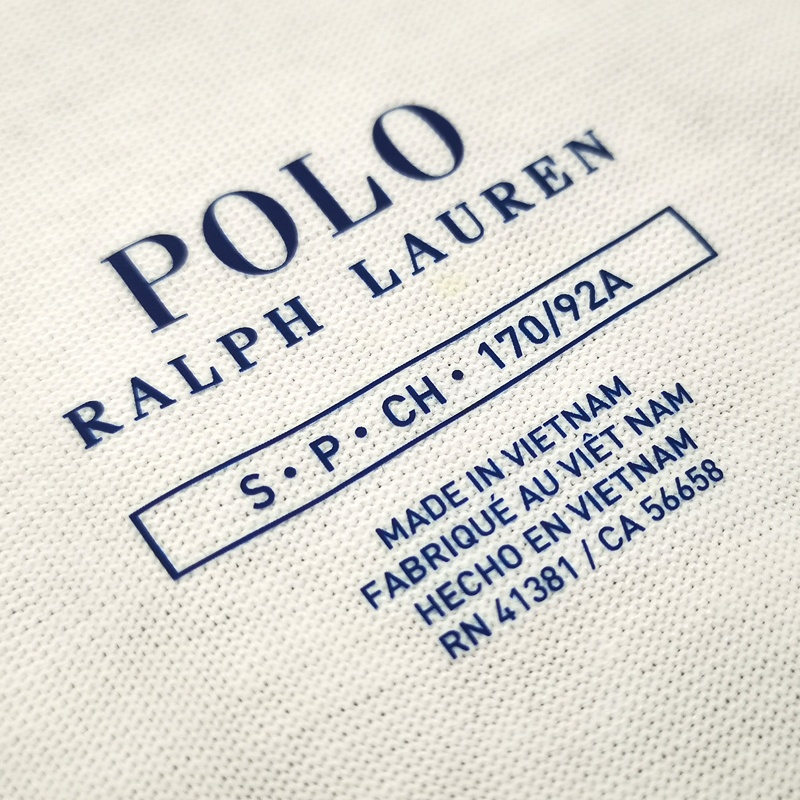 POLO
RALPH LAUREN
S • P • CH • 170/92A
MADE IN VIETNAM
FABRIQUÉ AU VIÊT NAM
HECHO EN VIETNAM
RN 41381 / CA 56658